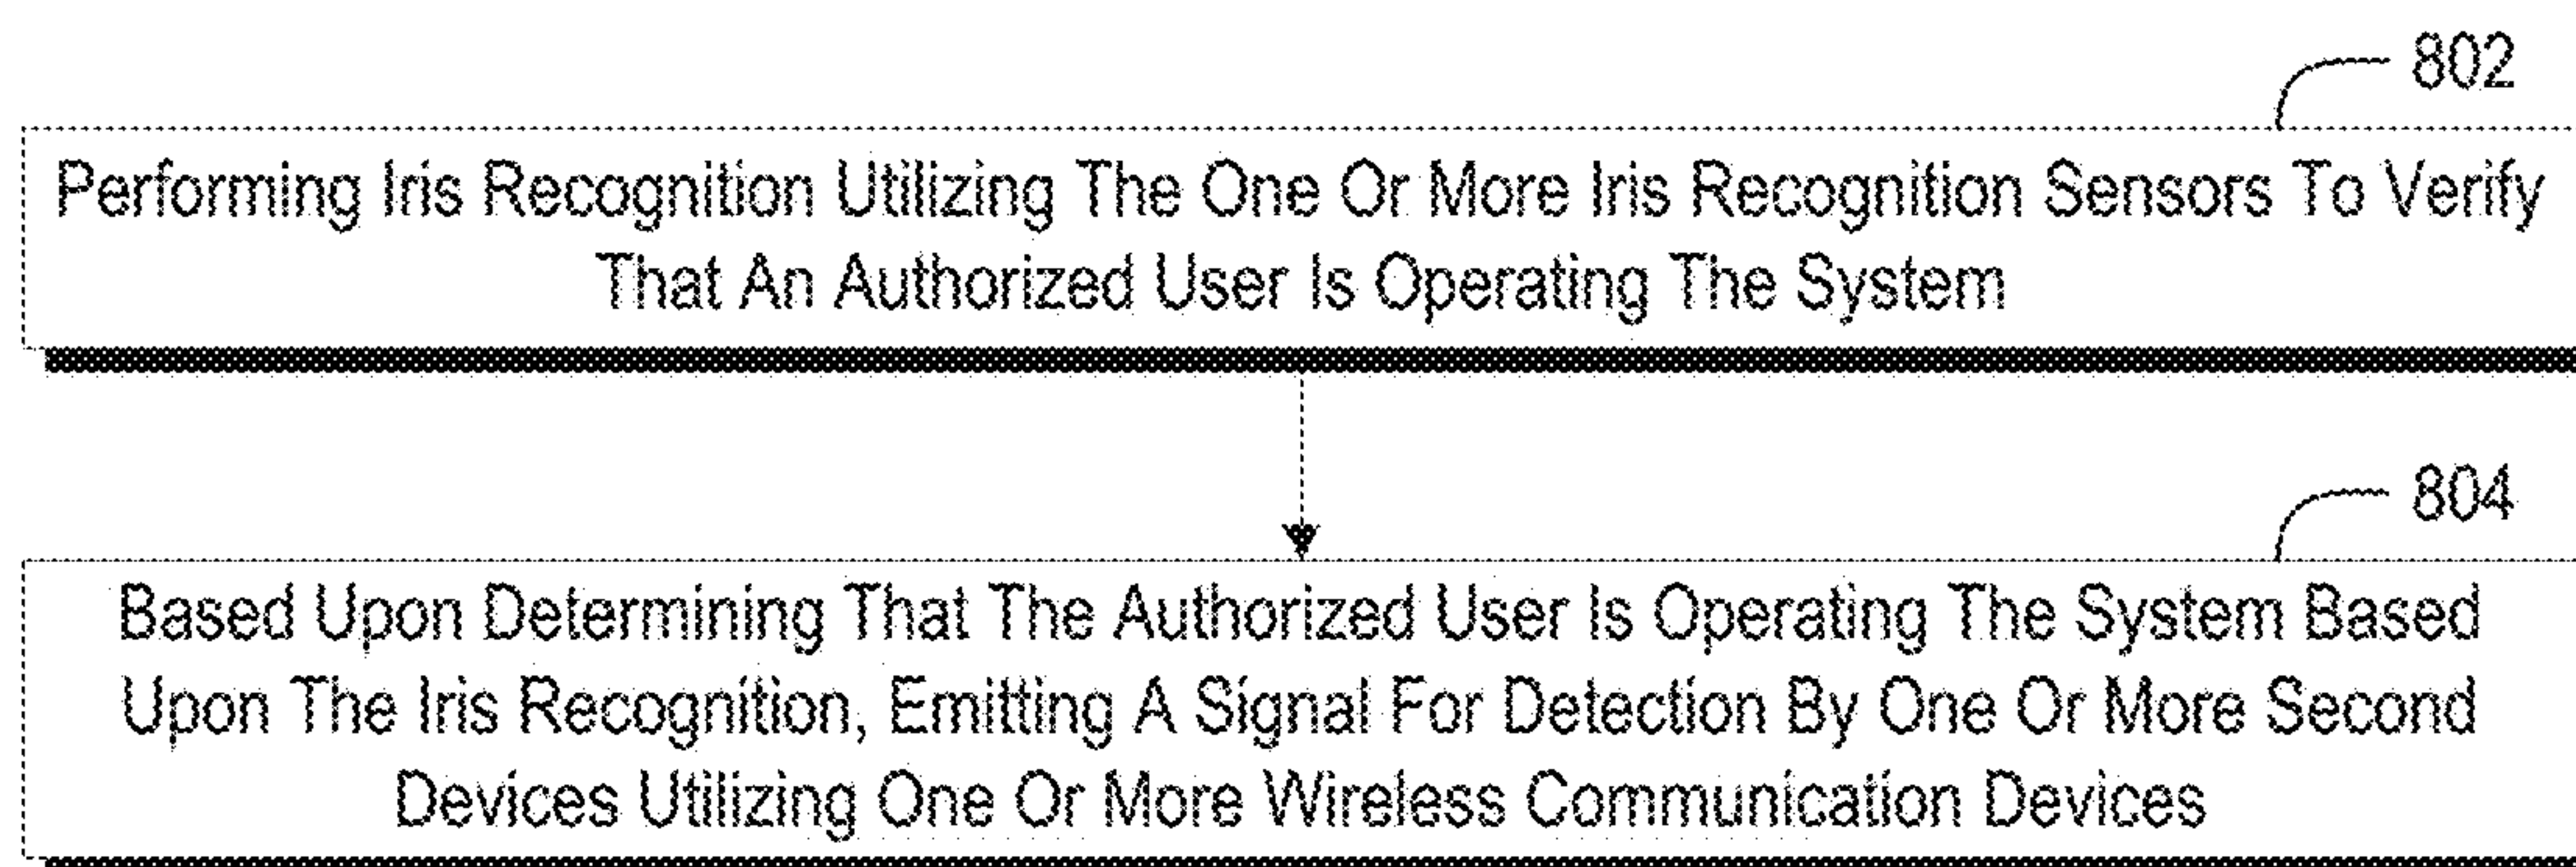 802
Performing Iris Recognition Utilizing The One Or More Iris Recognition Sensors To Verify
That An Authorized User Is Operating The System
804
Based Upon Determining That The Authorized User Is Operating The System Based
Upon The Iris Recognition, Emitting A Signal For Detection By One Or More Second
Devices Utilizing One Or More Wireless Communication Devices